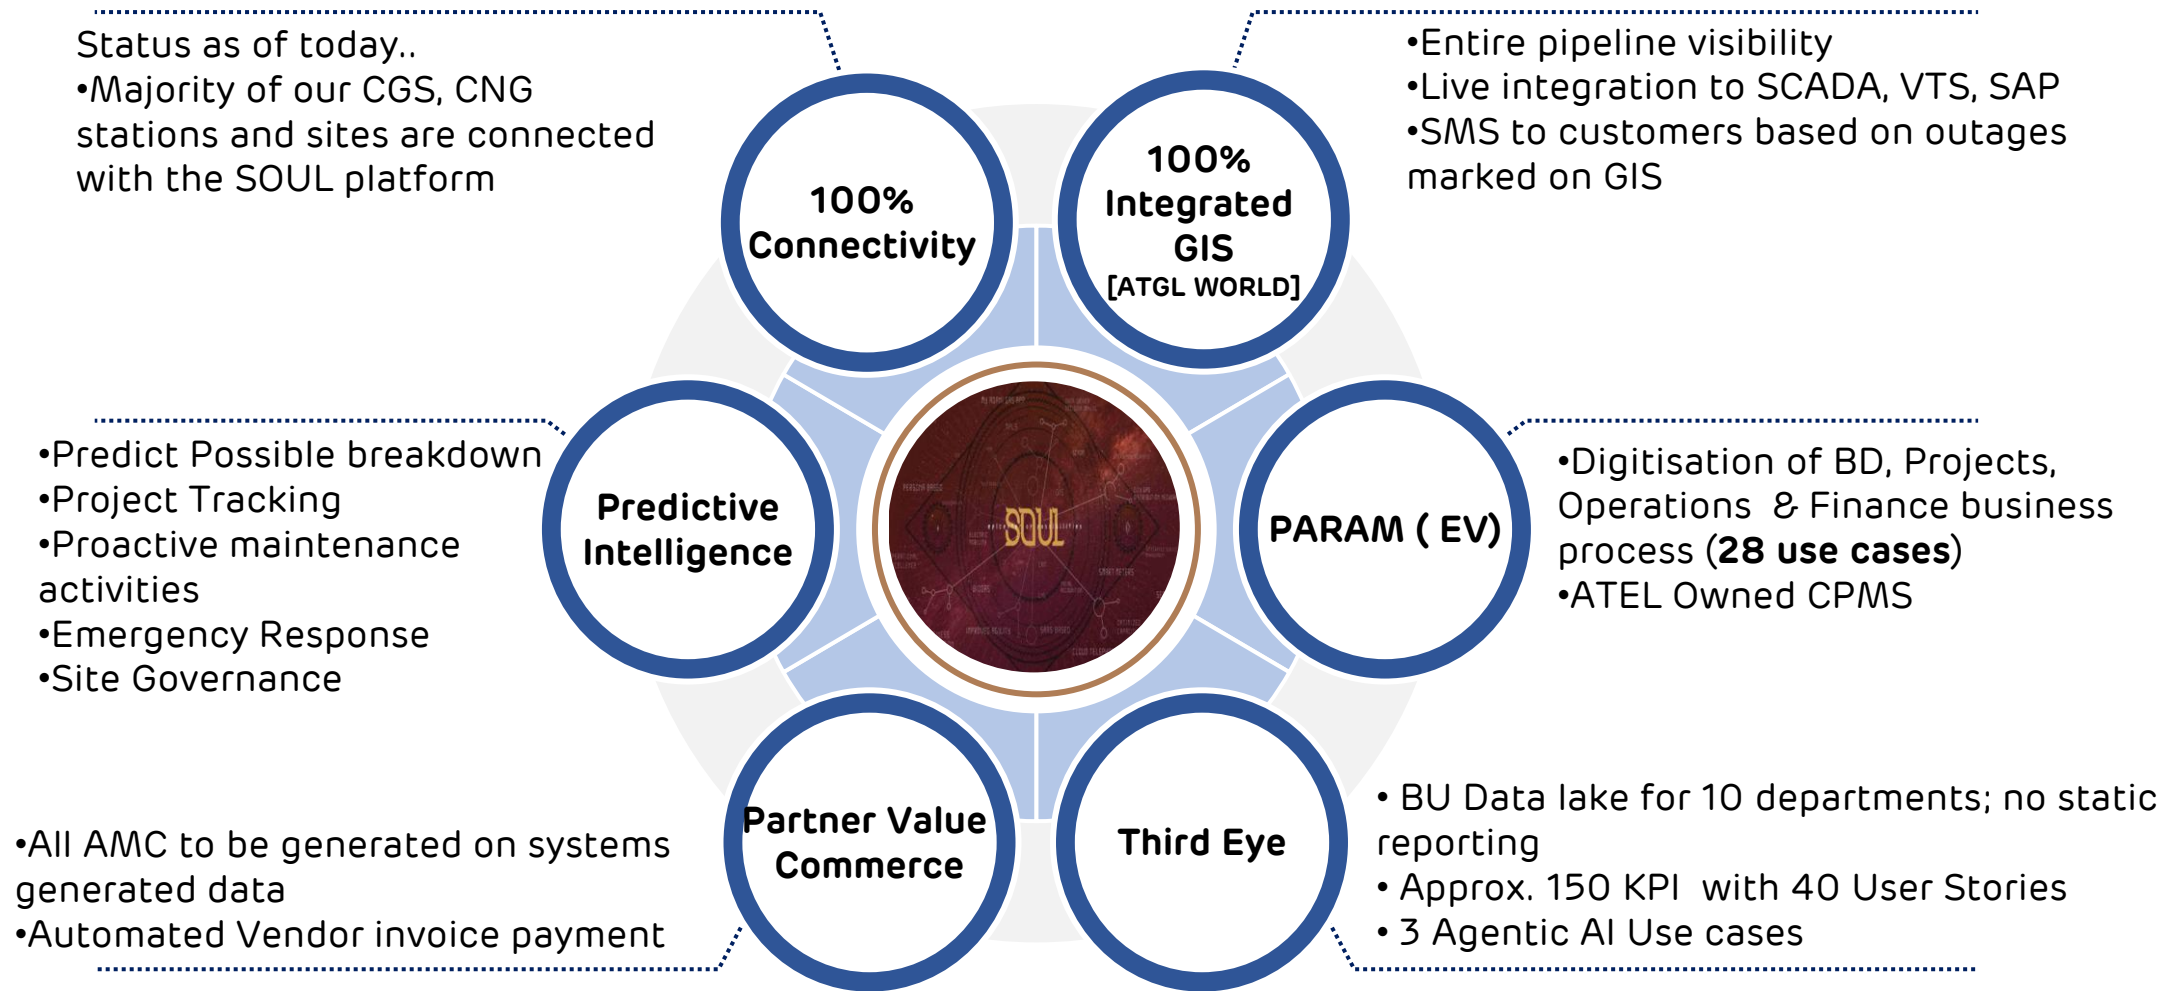 Status as of today..
•Majority of our CGS, CNG
stations and sites are connected
with the SOUL platform
100%
Connectivity
100%
Integrated
GIS
[ATGL WORLD]
•Entire pipeline visibility
•Live integration to SCADA, VTS, SAP
•SMS to customers based on outages
marked on GIS
•Predict Possible breakdown
•Project Tracking
•Proactive maintenance
activities
•Emergency Response
•Site Governance
Predictive
Intelligence
SOUL
PARAM ( EV)
•Digitisation of BD, Projects,
Operations & Finance business
process (28 use cases)
•ATEL Owned CPMS
•All AMC to be generated on systems
generated data
•Automated Vendor invoice payment
Partner Value
Commerce
Third Eye
• BU Data lake for 10 departments; no static
reporting
• Approx. 150 KPI with 40 User Stories
• 3 Agentic AI Use cases